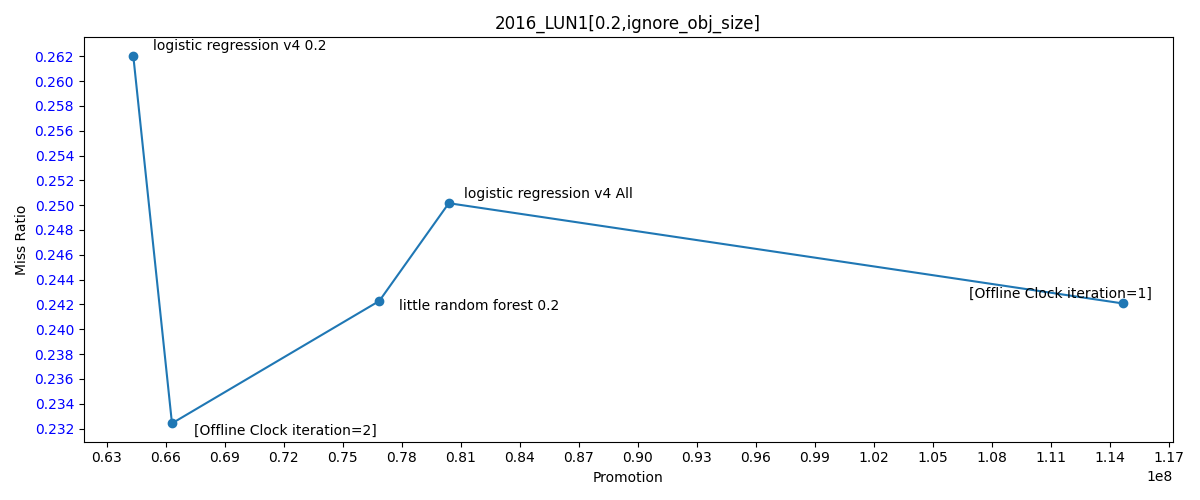 2016_LUN1[0.2,ignore_obj_size]
logistic regression v4 0.2
0.262
0.260
0.258
0.256
0.254
0.252
logistic regression v4 All
0.250
0.248
0.246
0.244
[Offline Clock iteration=1]
little random forest 0.2
0.242
0.240
0.238
0.236
0.234
[Offline Clock iteration=2]
0.232
Miss Ratio
0.63 0.66 0.69 0.72 0.75 0.78 0.81 0.84 0.87 0.90 0.93 0.96 0.99 1.02 1.05 1.08 1.11 1.14 1.17
Promotion
1e8